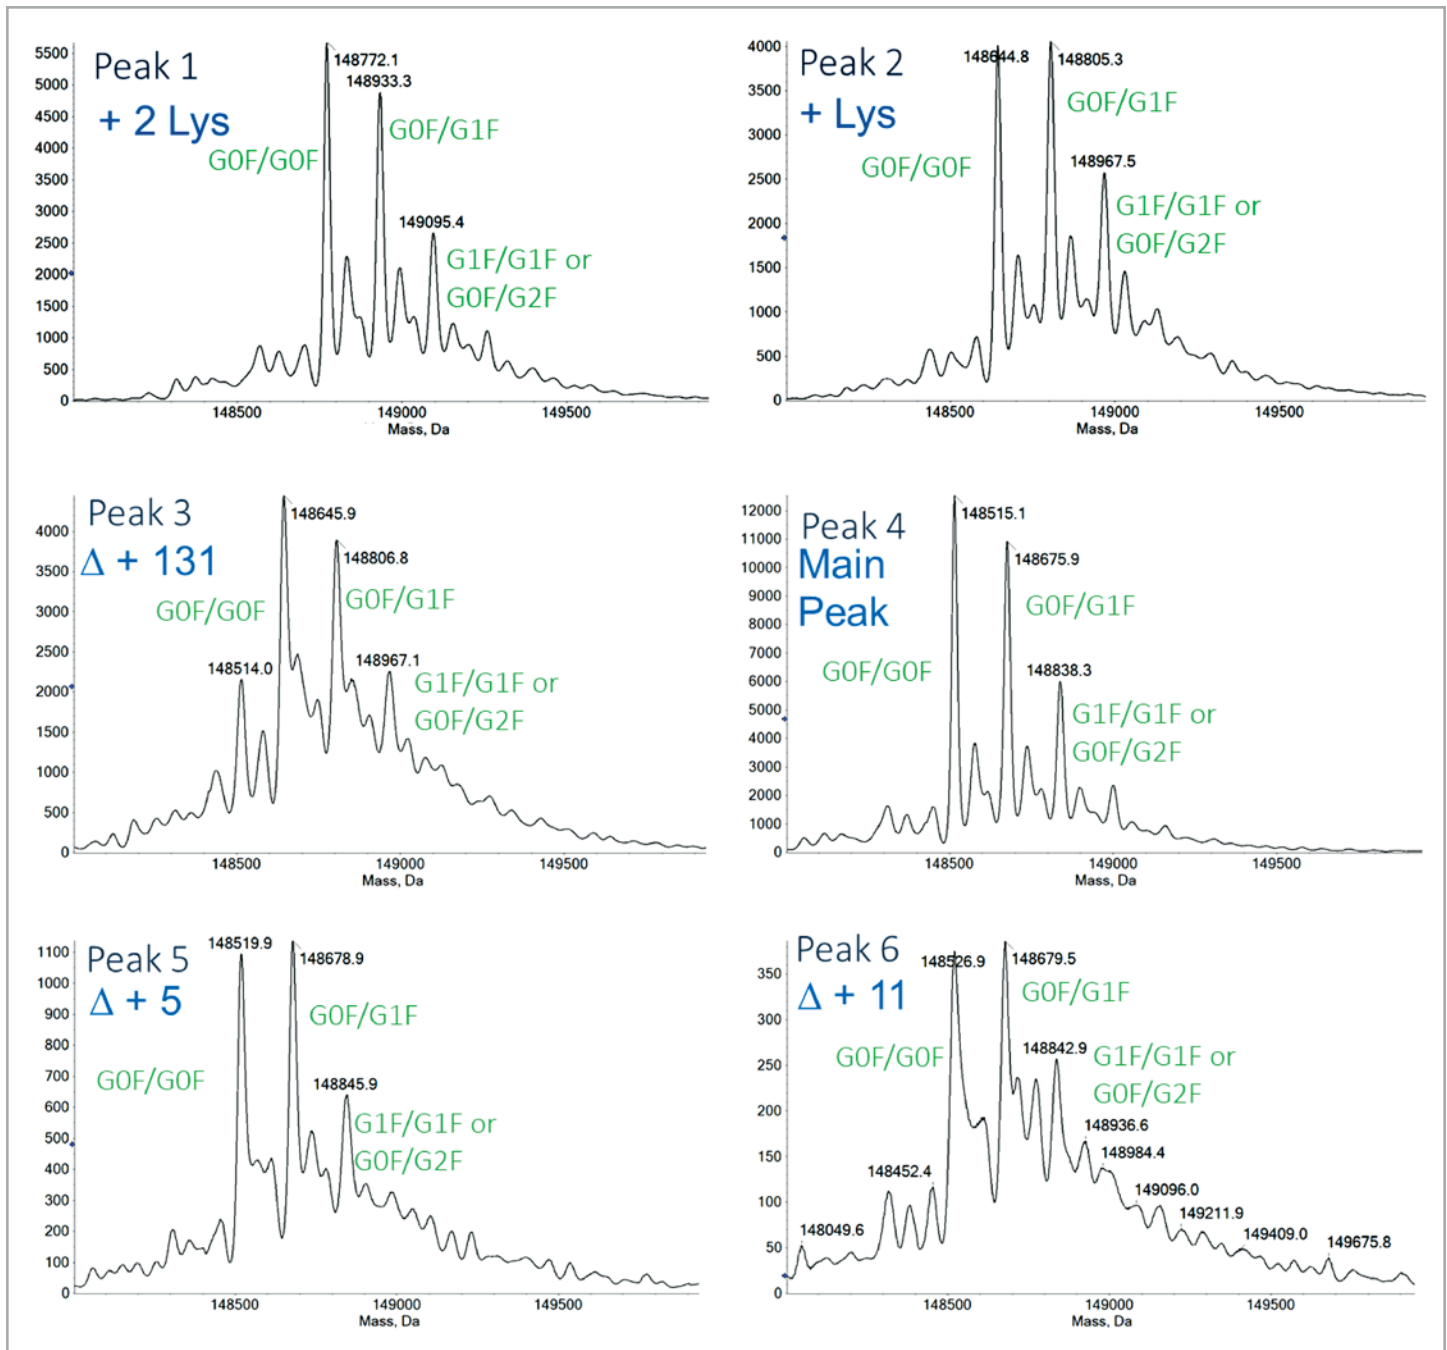 Peak 1
+ 2 Lys
148772.1
148933.3
G0F/G1F
G0F/G0F
149095.4
G1F/G1F or
G0F/G2F
5500
5000
4500
4000
3500
3000
2500
2000
1500
1000
500
0
148500
149000
149500
Mass, Da
Peak 2
+ Lys
148644.8
148805.3
G0F/G1F
G0F/G0F
148967.5
G1F/G1F or
G0F/G2F
4000
3500
3000
2500
2000
1500
1000
500
0
148500
149000
149500
Mass, Da
Peak 3
Δ + 131
148645.9
148806.8
G0F/G0F
G0F/G1F
148514.0
148967.1
G1F/G1F or
G0F/G2F
4000
3500
3000
2500
2000
1500
1000
500
0
148500
149000
149500
Mass, Da
Peak 4
Main
Peak
148515.1
148675.9
G0F/G1F
G0F/G0F
148838.3
G1F/G1F or
G0F/G2F
12000
11000
10000
9000
8000
7000
6000
5000
4000
3000
2000
1000
0
148500
149000
149500
Mass, Da
Peak 5
Δ + 5
148519.9
148678.9
G0F/G1F
G0F/G0F
148845.9
G1F/G1F or
G0F/G2F
1100
1000
900
800
700
600
500
400
300
200
100
0
148500
149000
149500
Mass, Da
Peak 6
Δ + 11
148526.9
148679.5
G0F/G1F
G0F/G0F
148842.9
G1F/G1F or
G0F/G2F
148936.6
148984.4
148452.4
149096.0
149211.9
148049.6
149409.0
149675.8
350
300
250
200
150
100
50
0
148500
149000
149500
Mass, Da